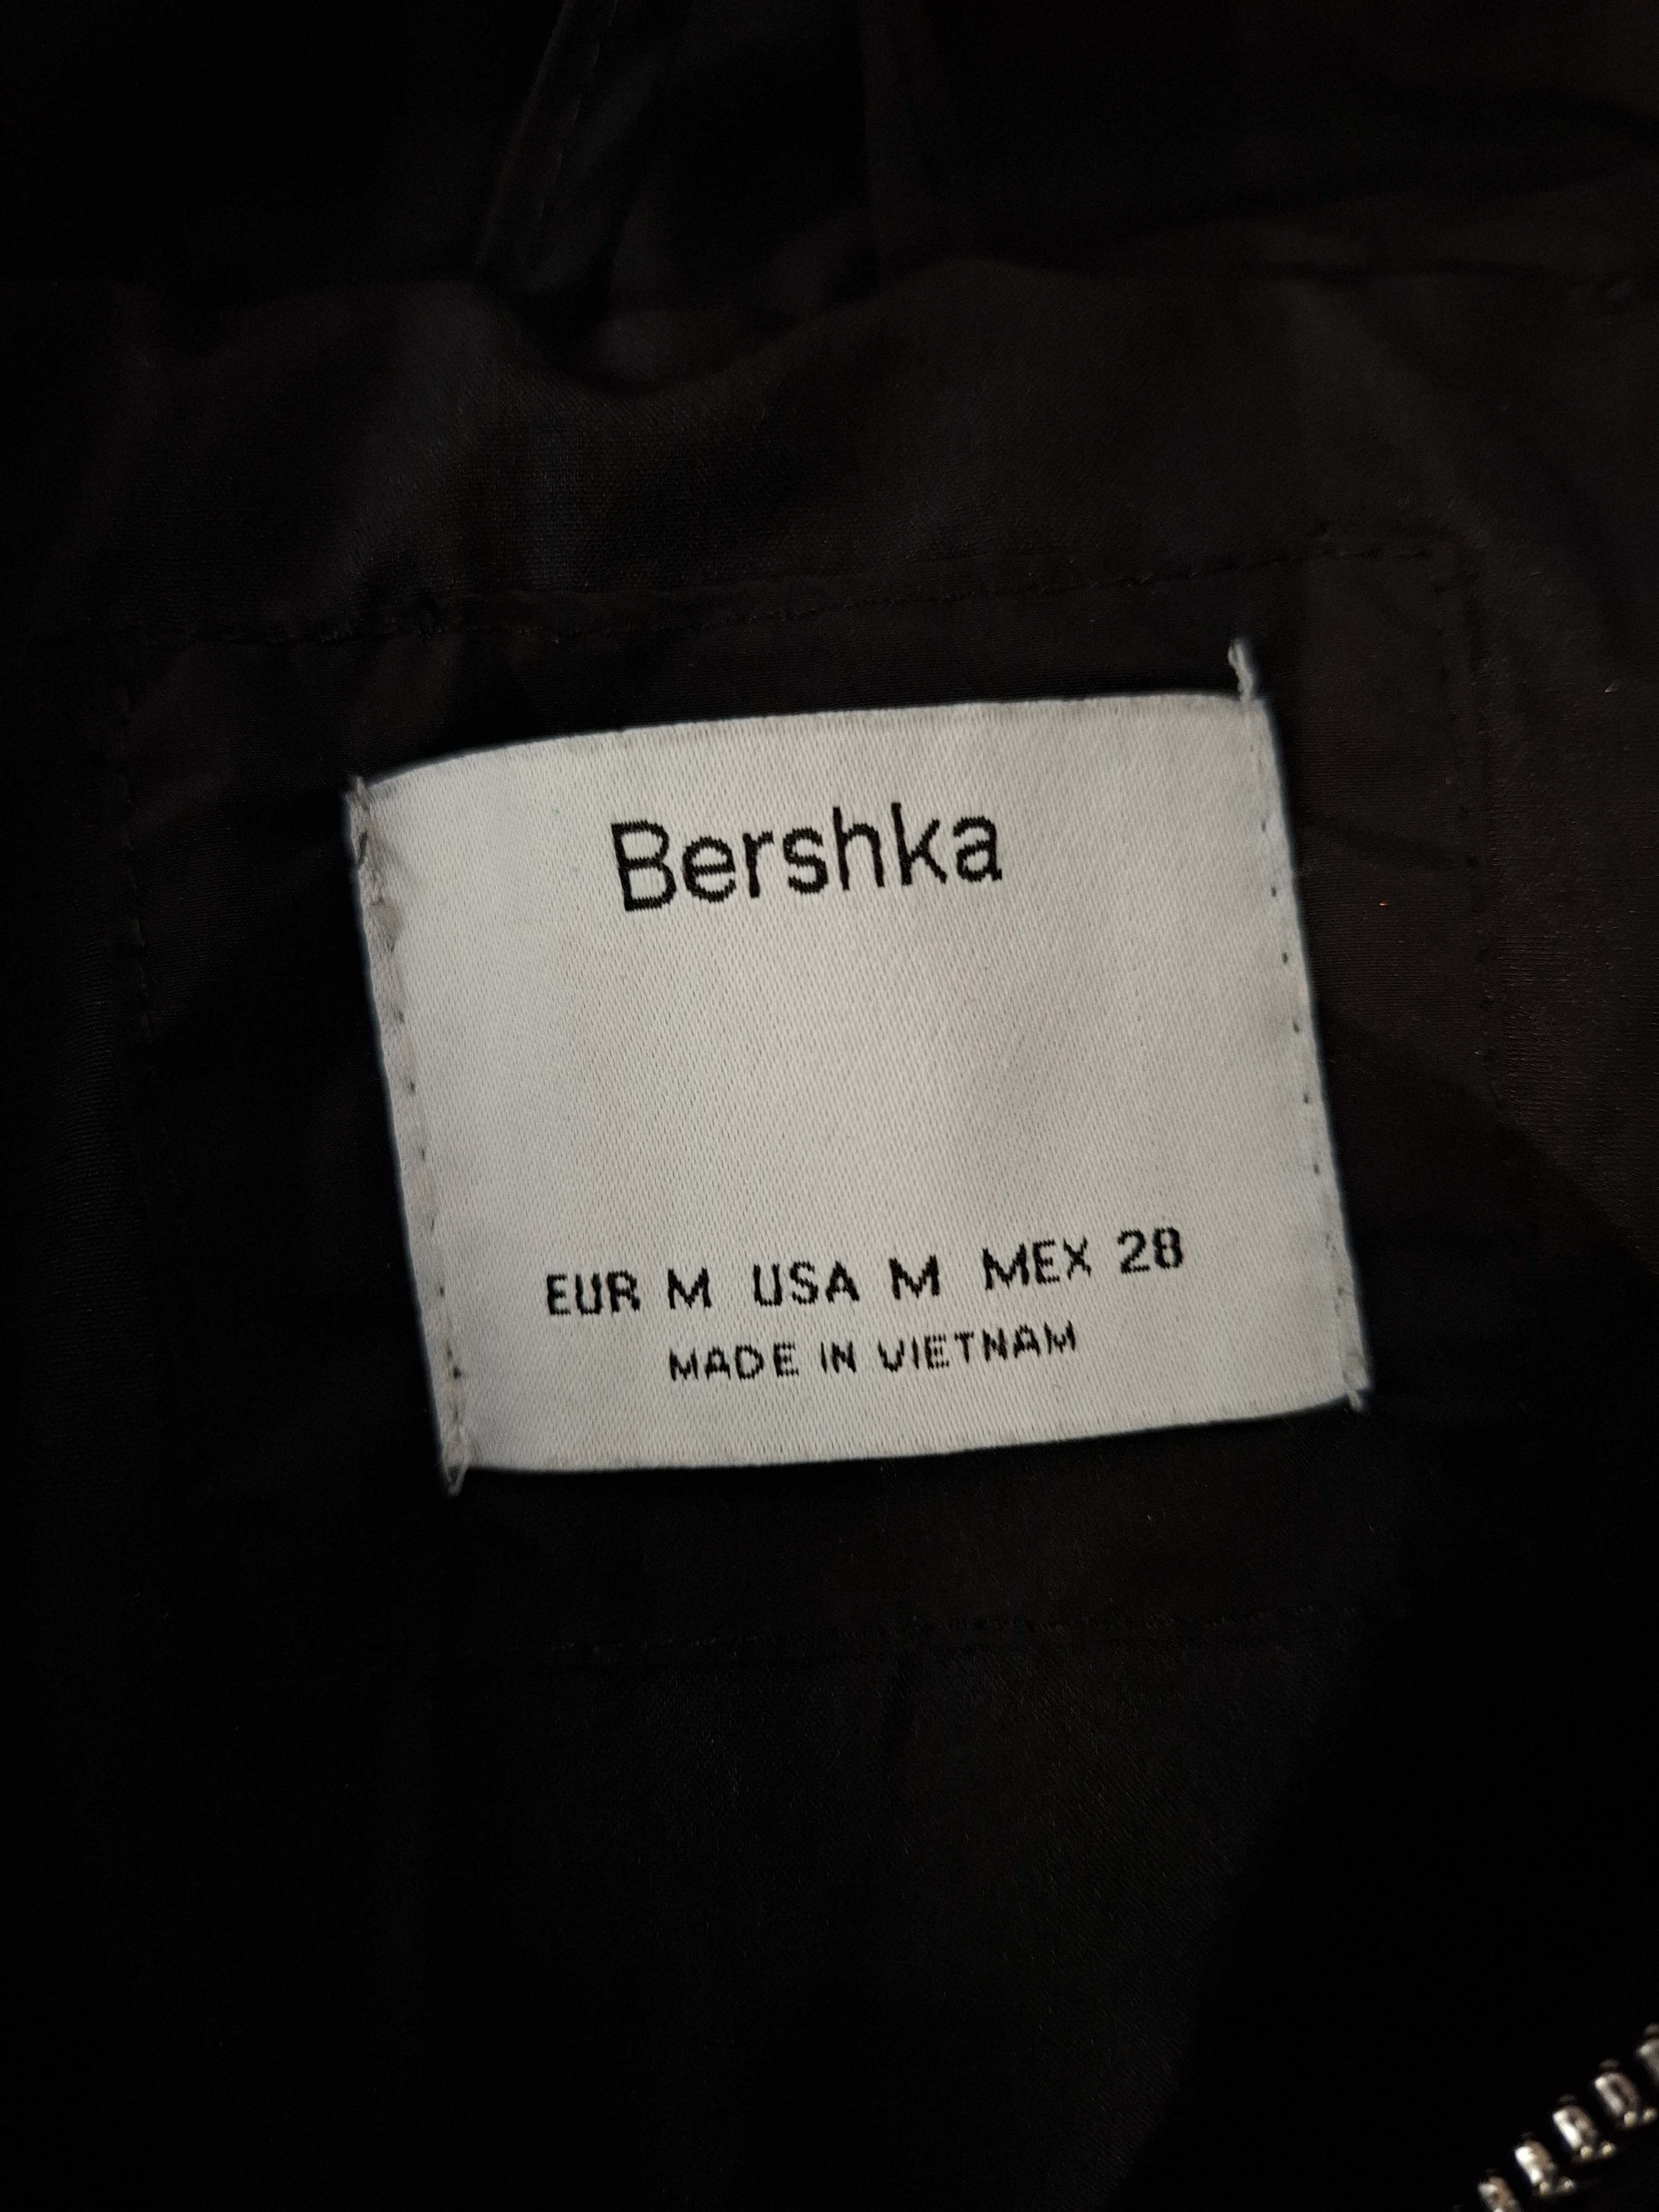 Bershka
EUR M USA M MEX 28
MADE IN VIETNAM